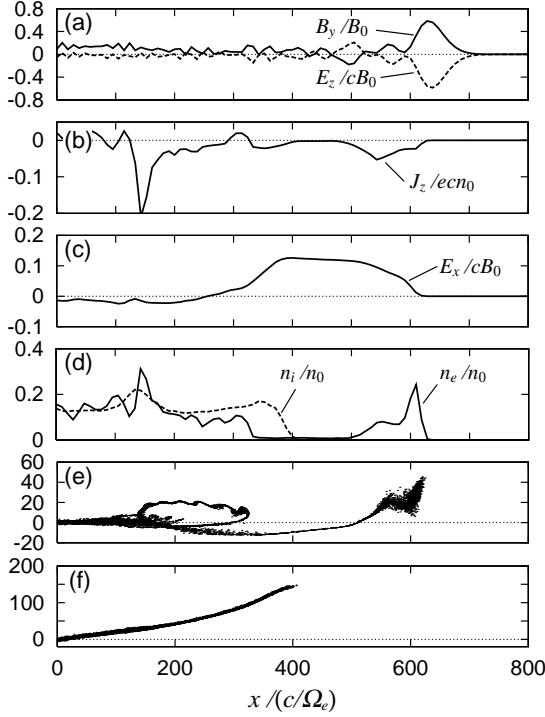 0.8
0.4
0
-0.4
-0.8
(a)
B_y/B_0
E_z/cB_0
0
-0.1
-0.2
(b)
J_z/ecn_0
0.2
0.1
0
-0.1
(c)
E_x/cB_0
0.4
0.2
0
(d)
n_i/n_0
n_e/n_0
60
40
20
0
-20
(e)
200
100
0
(f)
0 200 400 600 800
x/(c/Ω_e)